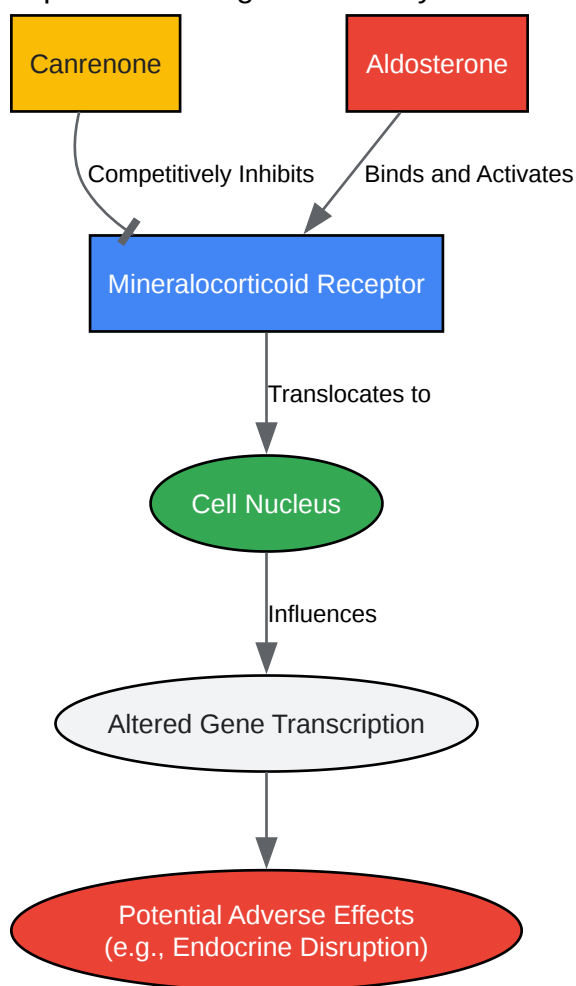 Canrenone
Aldosterone
Competitively Inhibits
Binds and Activates
Mineralocorticoid Receptor
Translocates to
Cell Nucleus
Influences
Altered Gene Transcription
Potential Adverse Effects
(e.g., Endocrine Disruption)